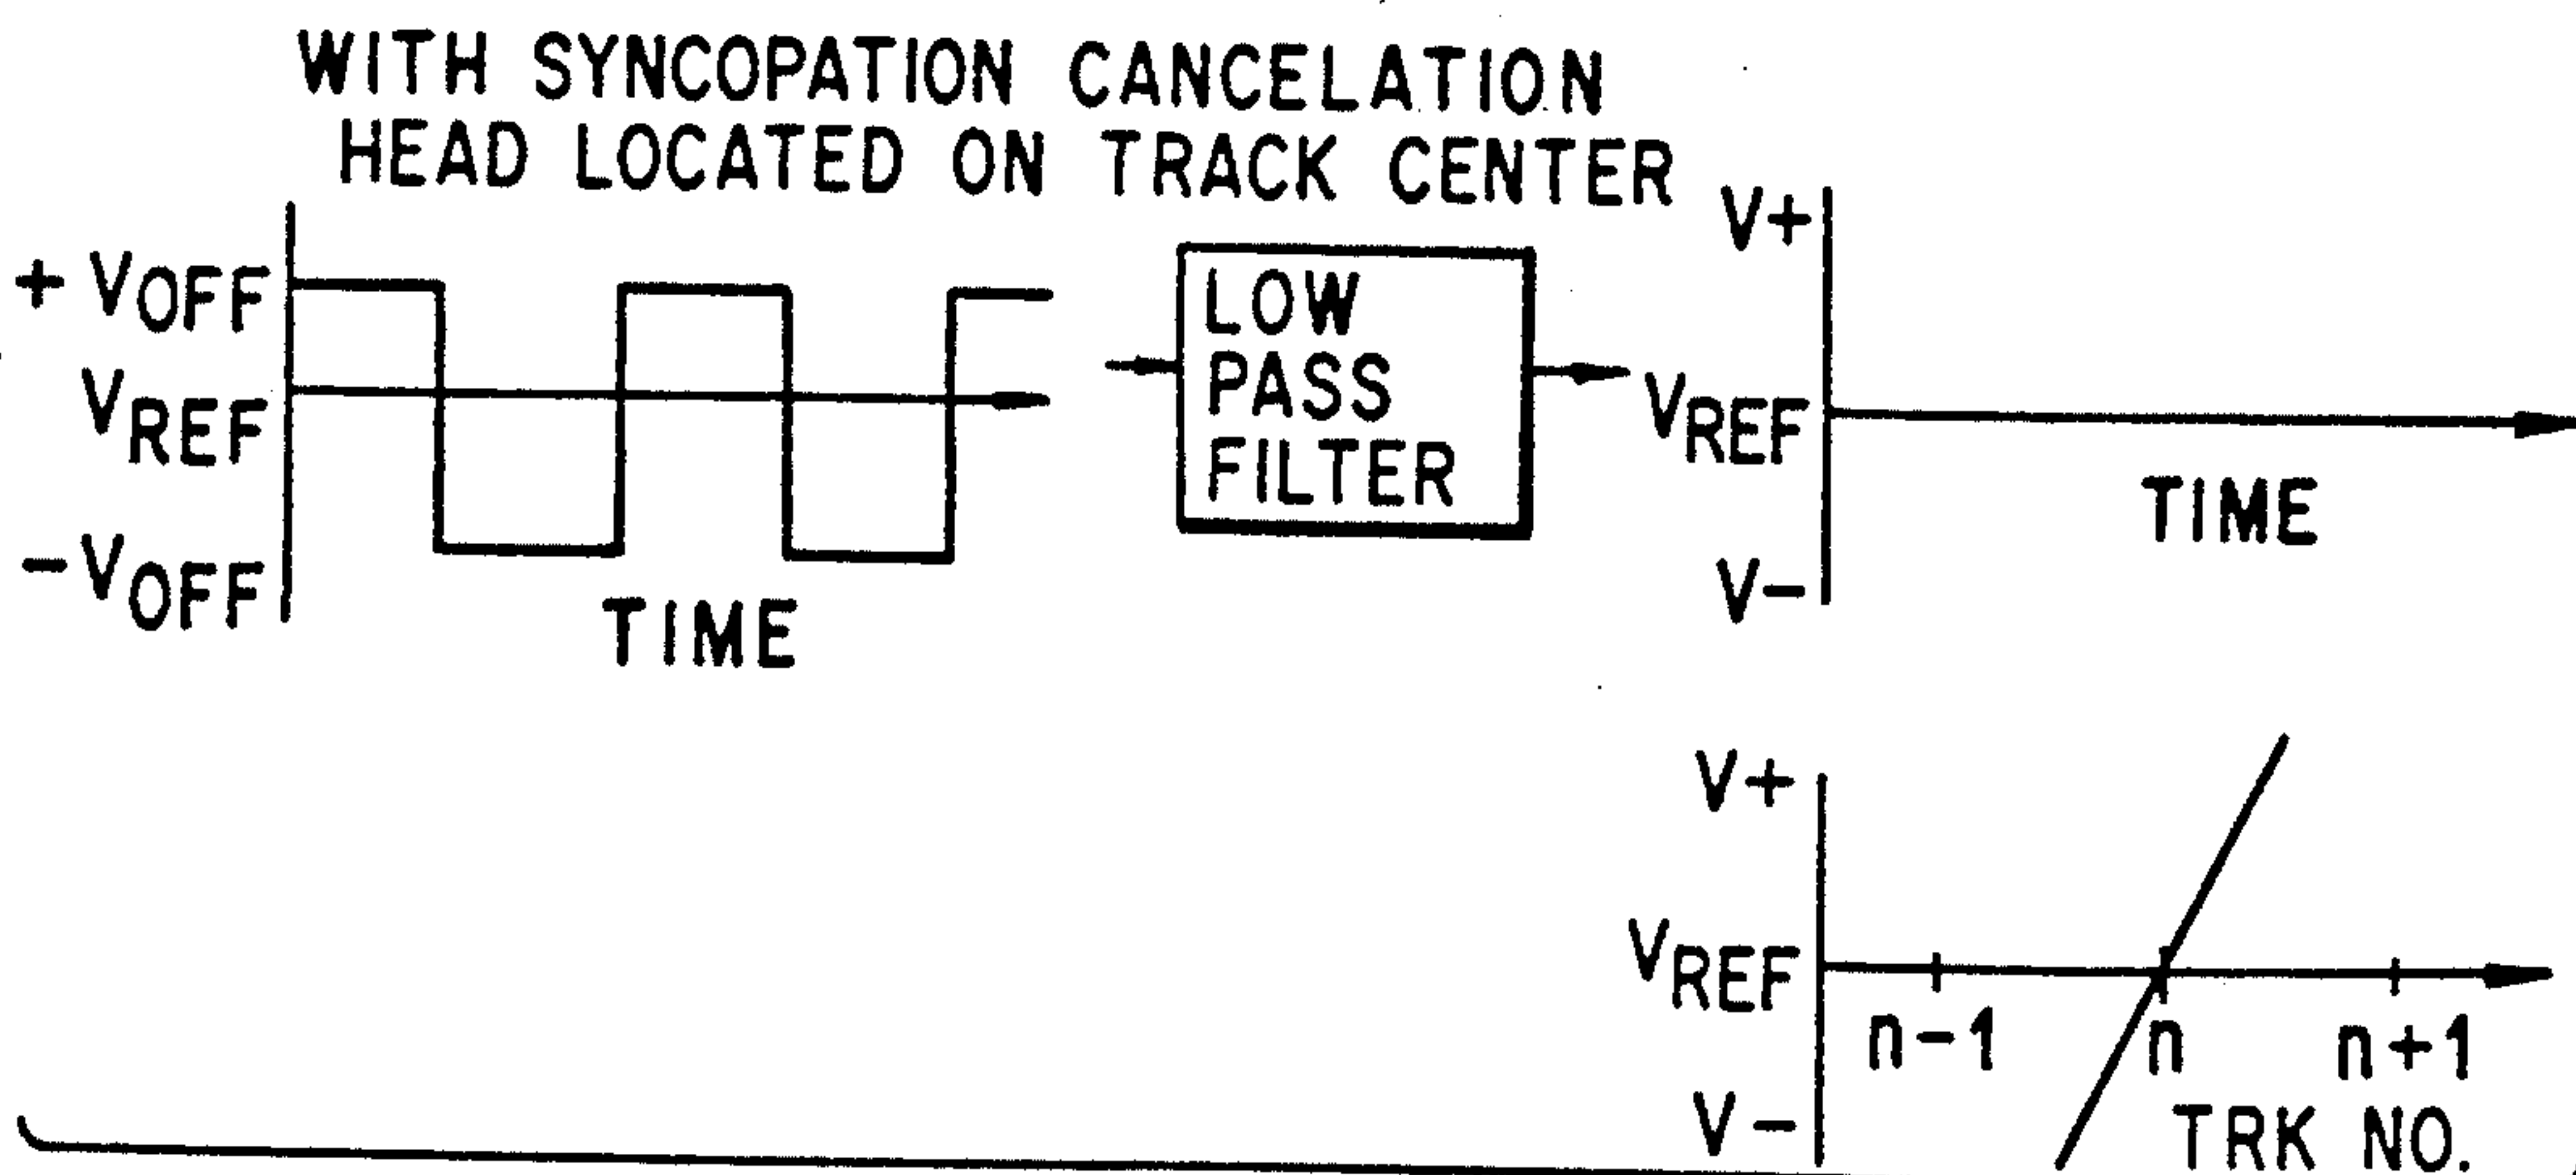 WITH SYNCOPATION CANCELATION
HEAD LOCATED ON TRACK CENTER
+ VOFF
VREF
-VOFF
TIME
LOW
PASS
FILTER
V+
VREF
V-
TIME
V+
VREF
V-
n-1
n
n+1
TRK NO.